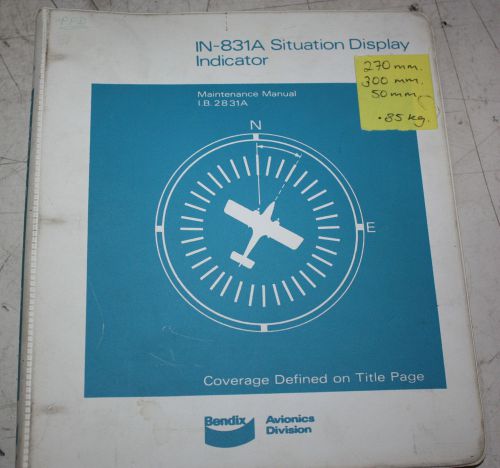 PFD
IN-831A Situation Display
Indicator
270 mm.
300 mm.
50 mm.
.85 kg.
Maintenance Manual
I.B. 2831A
N
E
Coverage Defined on Title Page
Bendix
Avionics
Division